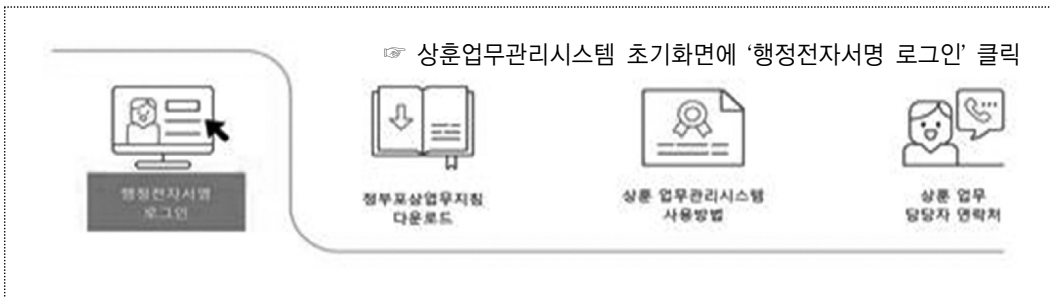 ☞ 상훈업무관리시스템 초기화면에 ‘행정전자서명 로그인’ 클릭
행정전자서명
로그인
정부포상업무지침
다운로드
상훈 업무관리시스템
사용방법
상훈 업무
담당자 연락처